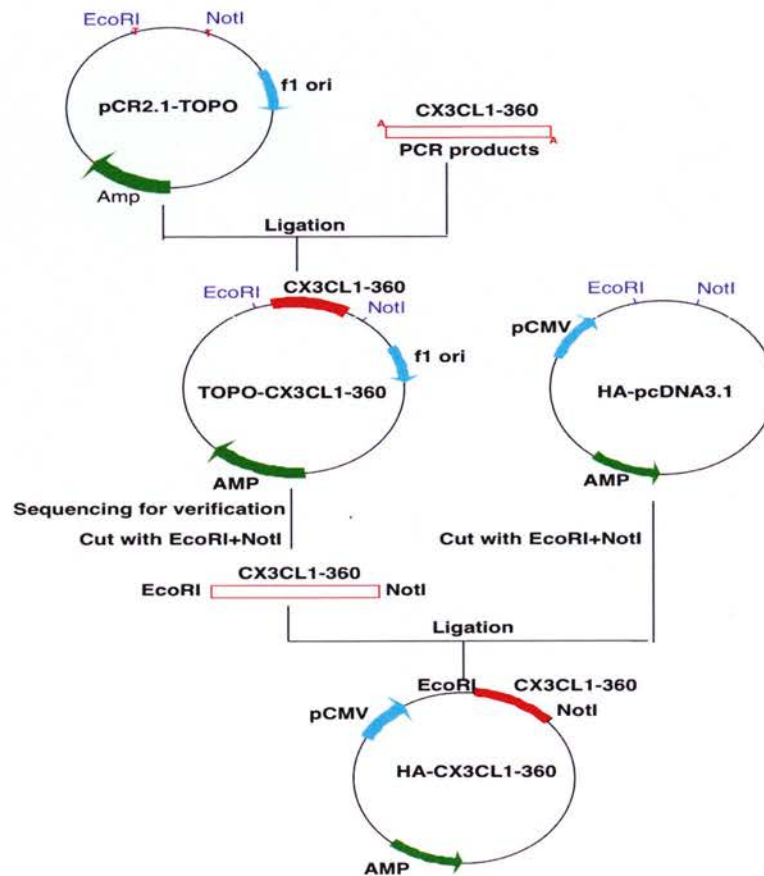 EcoRI
NotI
f1 ori
pCR2.1-TOPO
Amp
CX3CL1-360
A
A
PCR products
Ligation
CX3CL1-360
EcoRI
NotI
f1 ori
TOPO-CX3CL1-360
AMP
EcoRI
NotI
pCMV
HA-pcDNA3.1
AMP
Sequencing for verification
Cut with EcoRI+NotI
Cut with EcoRI+NotI
CX3CL1-360
EcoRI
NotI
Ligation
EcoRI
CX3CL1-360
NotI
pCMV
HA-CX3CL1-360
AMP